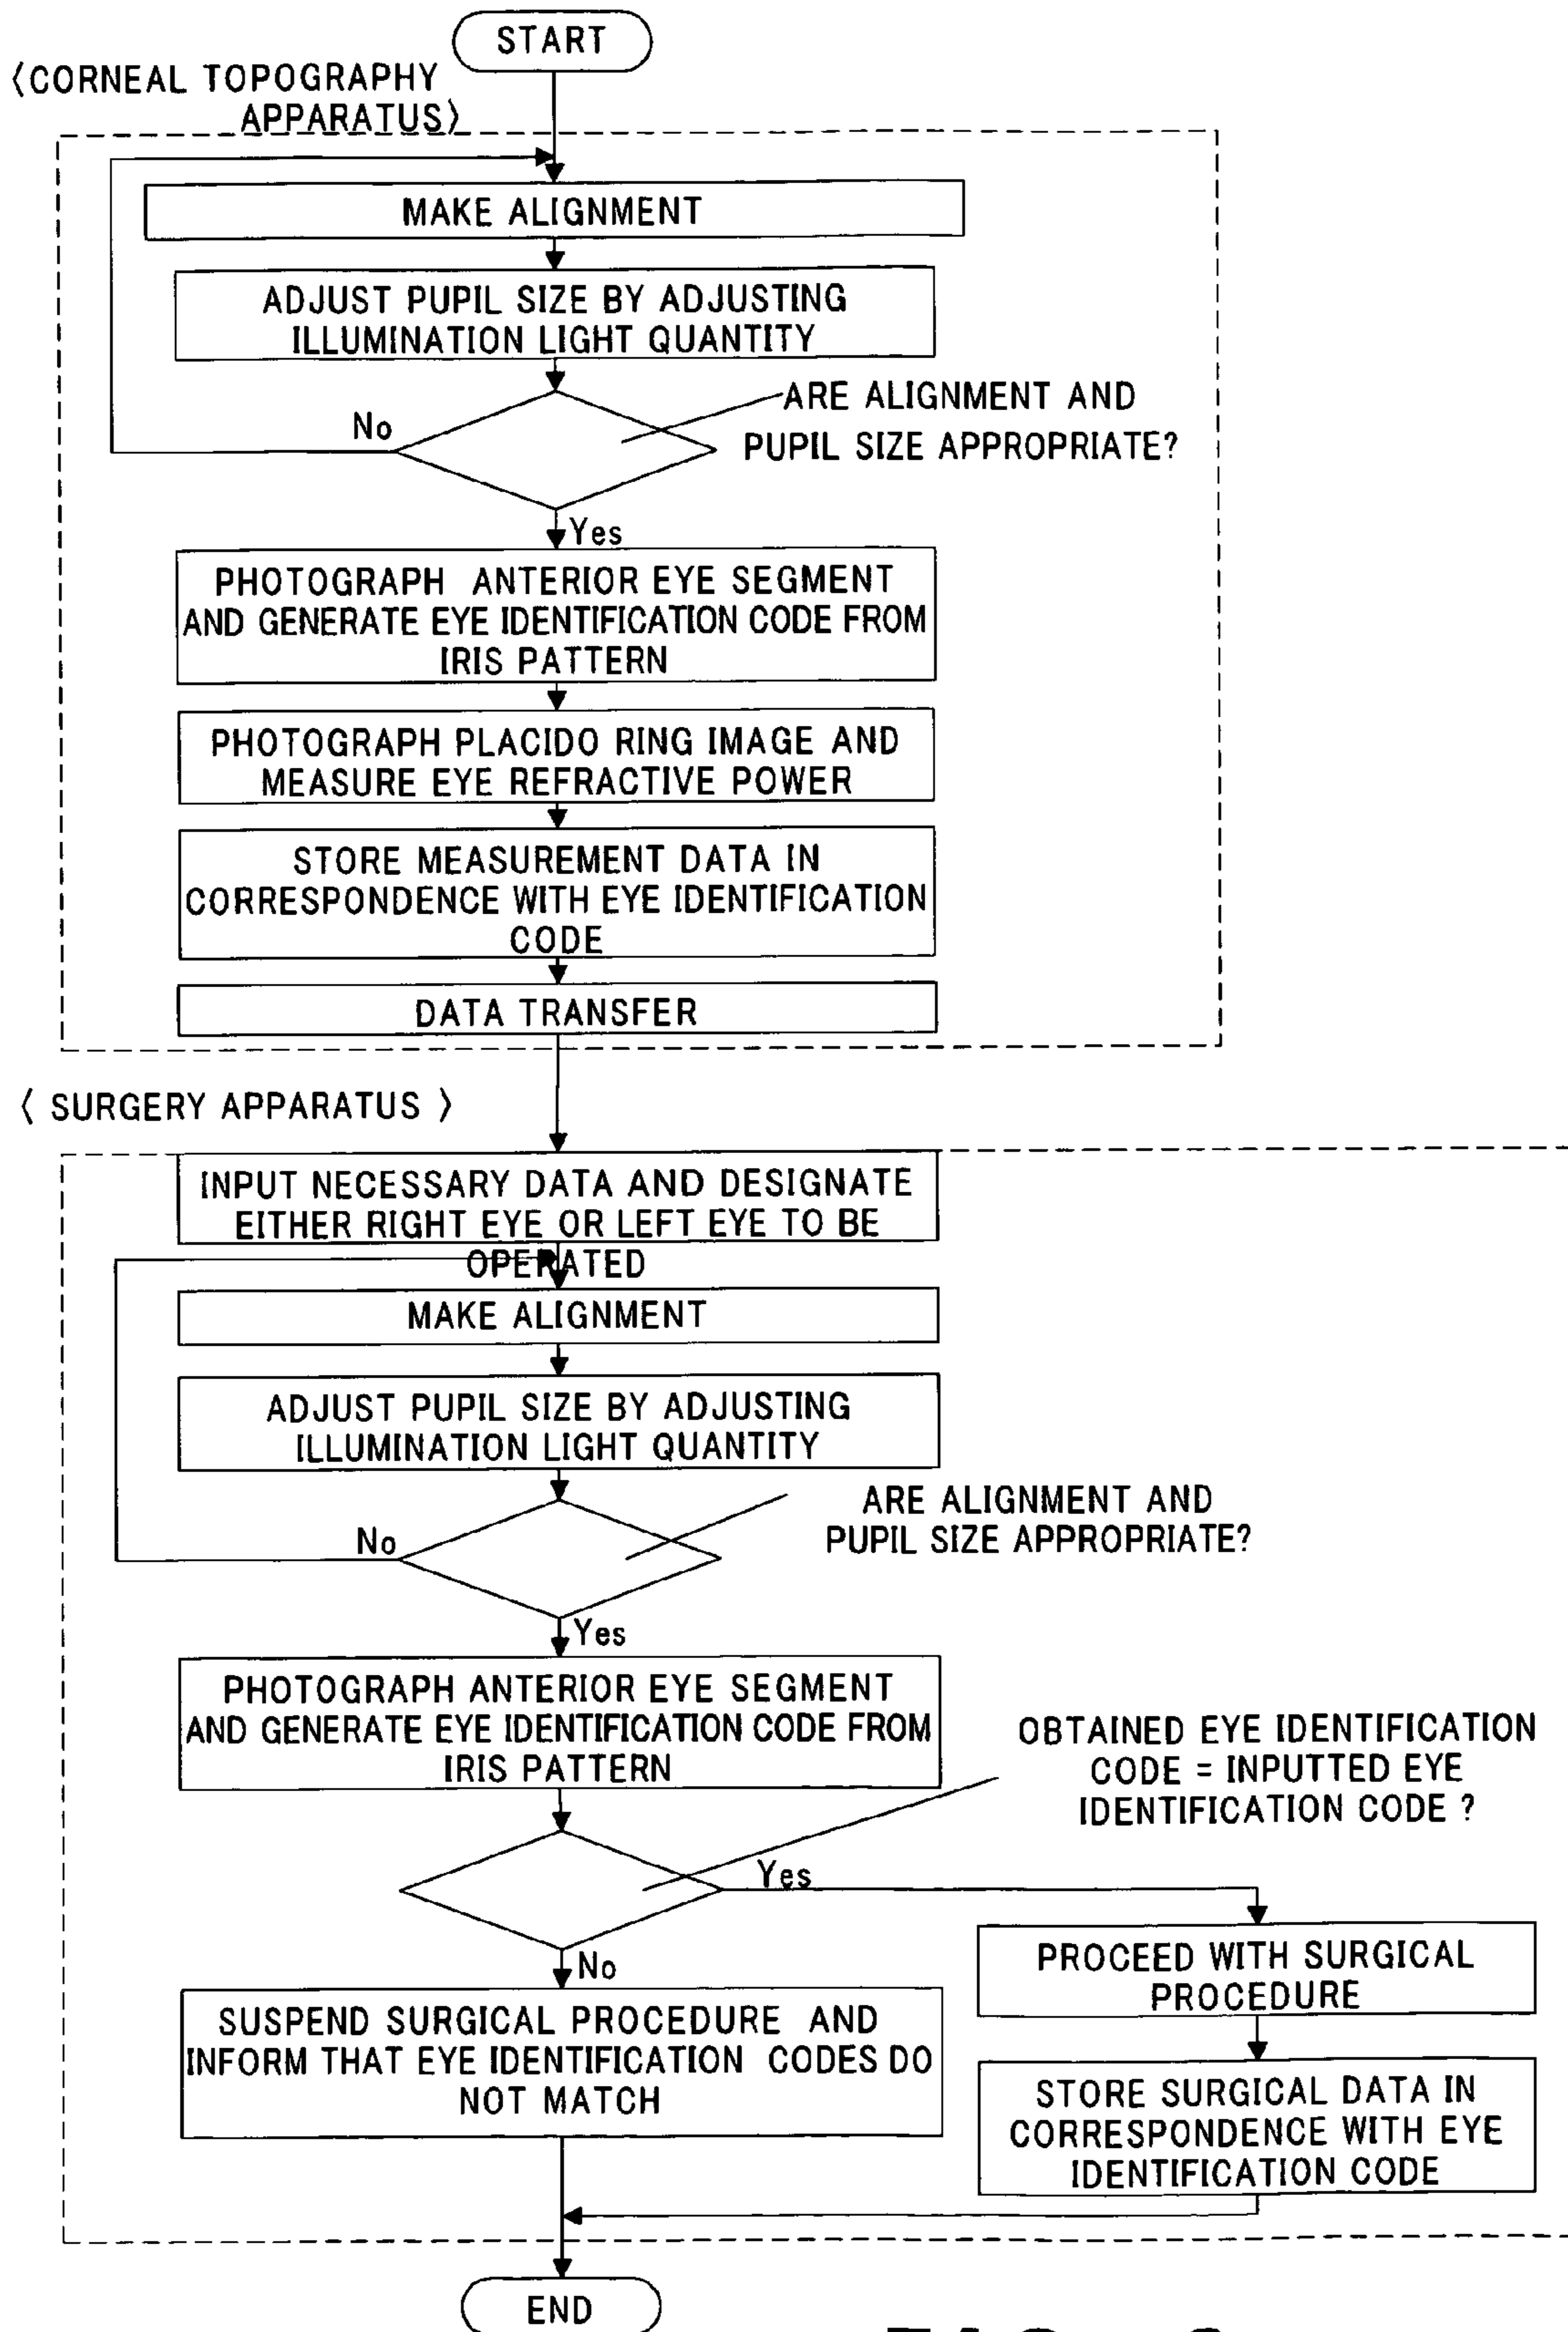 START
〈CORNEAL TOPOGRAPHY
APPARATUS〉
MAKE ALIGNMENT
ADJUST PUPIL SIZE BY ADJUSTING
ILLUMINATION LIGHT QUANTITY
ARE ALIGNMENT AND
PUPIL SIZE APPROPRIATE?
No
Yes
PHOTOGRAPH ANTERIOR EYE SEGMENT
AND GENERATE EYE IDENTIFICATION CODE FROM
IRIS PATTERN
PHOTOGRAPH PLACIDO RING IMAGE AND
MEASURE EYE REFRACTIVE POWER
STORE MEASUREMENT DATA IN
CORRESPONDENCE WITH EYE IDENTIFICATION
CODE
DATA TRANSFER
〈 SURGERY APPARATUS 〉
INPUT NECESSARY DATA AND DESIGNATE
EITHER RIGHT EYE OR LEFT EYE TO BE
OPERATED
MAKE ALIGNMENT
ADJUST PUPIL SIZE BY ADJUSTING
ILLUMINATION LIGHT QUANTITY
ARE ALIGNMENT AND
PUPIL SIZE APPROPRIATE?
No
Yes
PHOTOGRAPH ANTERIOR EYE SEGMENT
AND GENERATE EYE IDENTIFICATION CODE FROM
IRIS PATTERN
OBTAINED EYE IDENTIFICATION
CODE = INPUTTED EYE
IDENTIFICATION CODE ?
Yes
No
PROCEED WITH SURGICAL
PROCEDURE
SUSPEND SURGICAL PROCEDURE AND
INFORM THAT EYE IDENTIFICATION CODES DO
NOT MATCH
STORE SURGICAL DATA IN
CORRESPONDENCE WITH EYE
IDENTIFICATION CODE
END